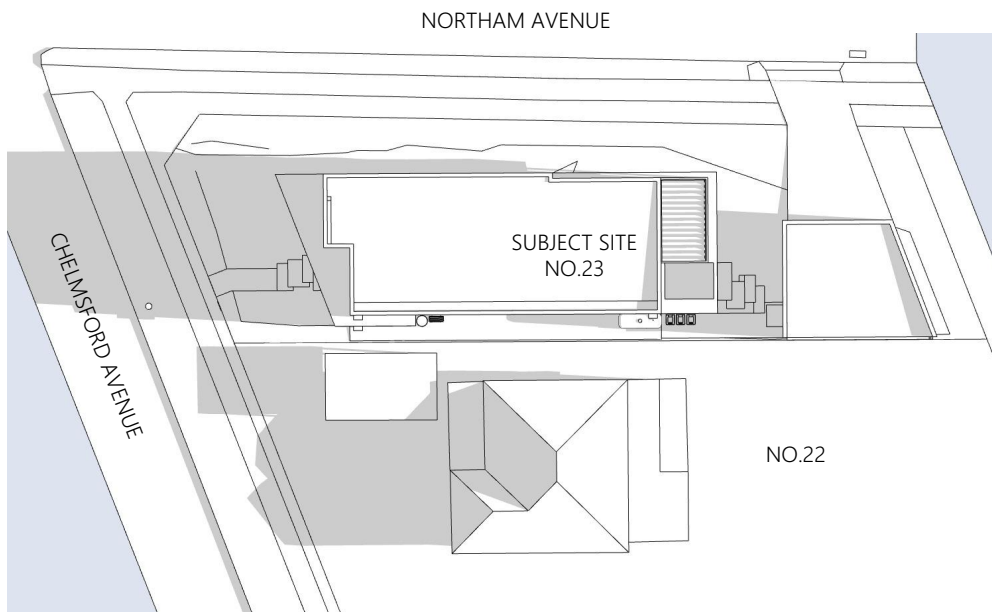 NORTHAM AVENUE
SUBJECT SITE
NO.23
CHELMSFORD AVENUE
NO.22